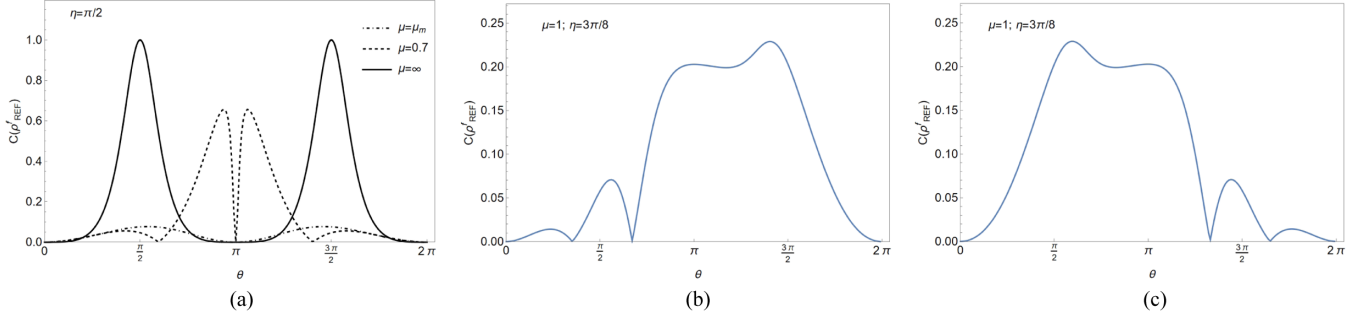 η=π/2
μ=μm
μ=0.7
μ=∞
1.0
0.8
0.6
0.4
0.2
0.0
C(ρ^f_REF)
0
π/2
π
3π/2
2π
θ
(a)
μ=1; η=3π/8
0.25
0.20
0.15
0.10
0.05
0.00
C(ρ^f_REF)
0
π/2
π
3π/2
2π
θ
(b)
μ=1; η=3π/8
0.25
0.20
0.15
0.10
0.05
0.00
C(ρ^f_REF)
0
π/2
π
3π/2
2π
θ
(c)